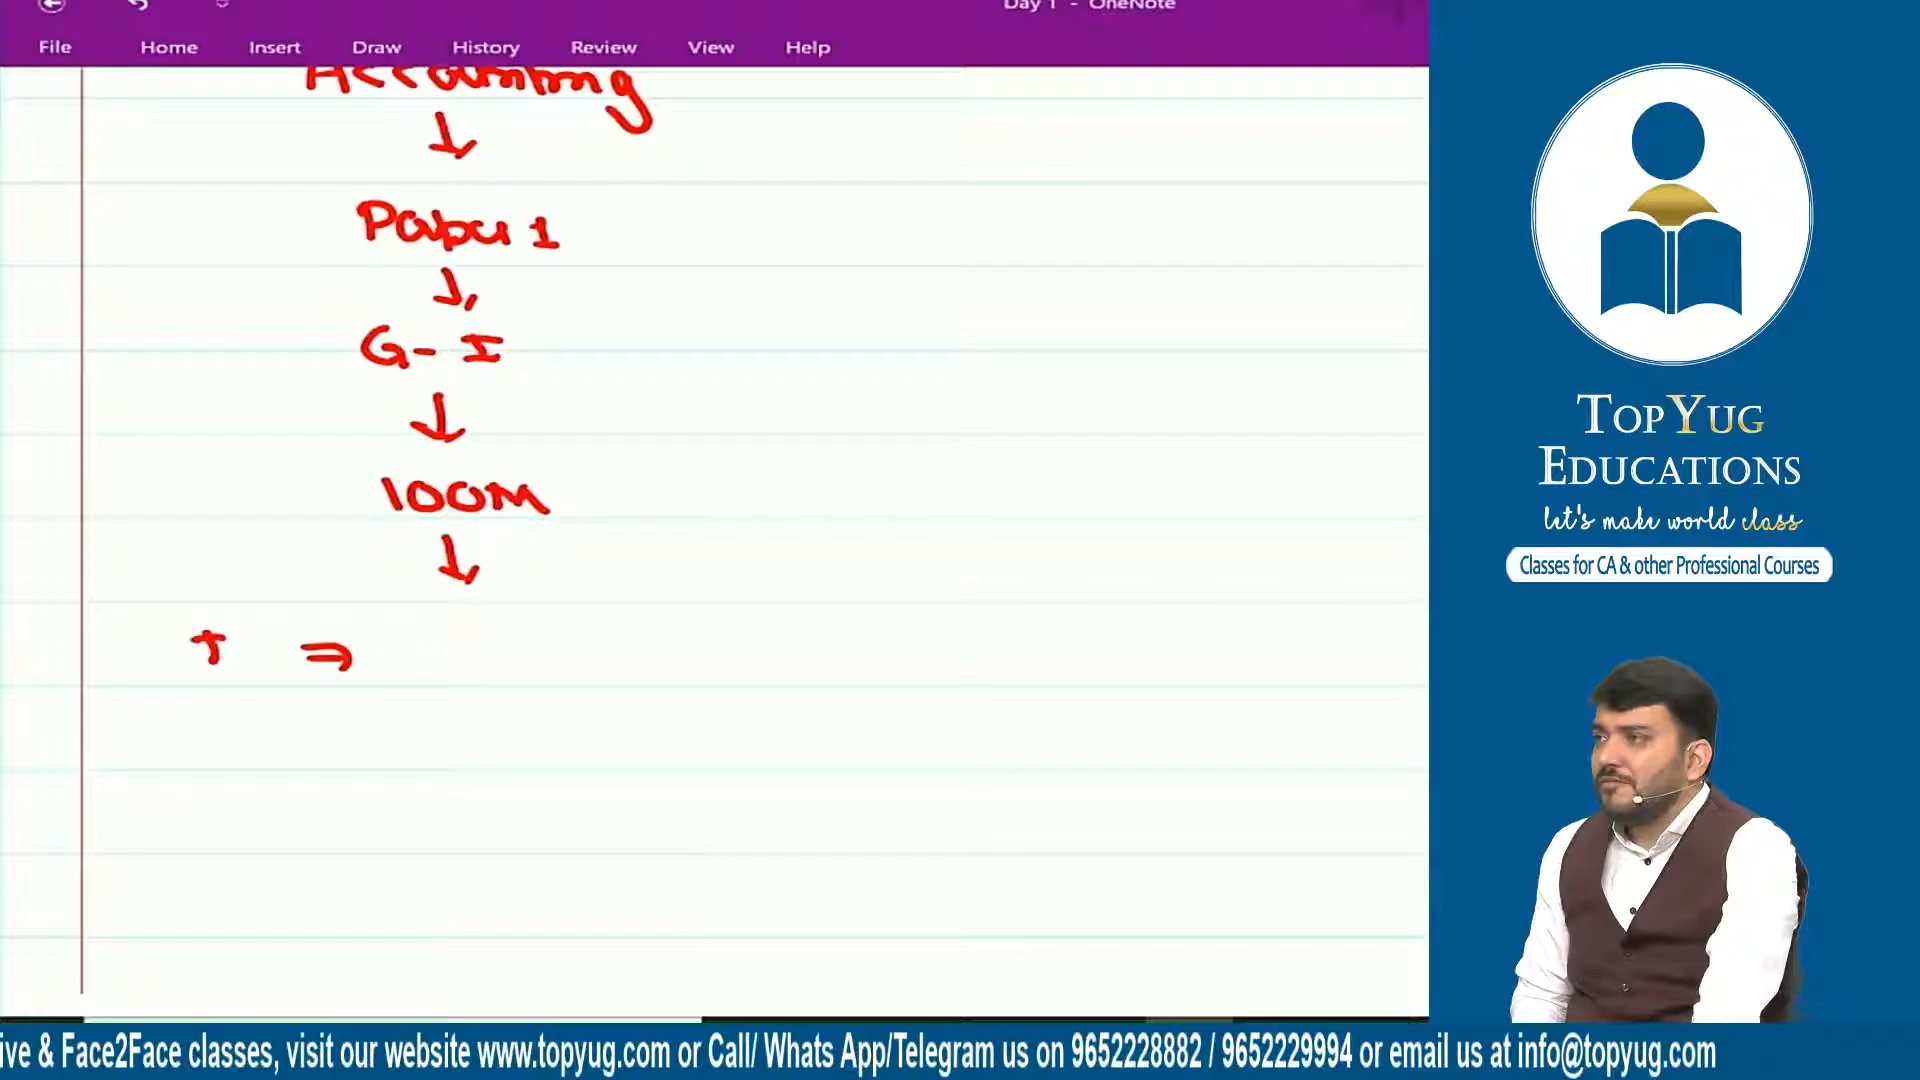 Day 1 - OneNote
File Home Insert Draw History Review View Help
Accounting
Paper 1
G- I
100M
T ⇒
TOPYUG
EDUCATIONS
let's make world class
Classes for CA & other Professional Courses
ive & Face2Face classes, visit our website www.topyug.com or Call/ Whats App/Telegram us on 9652228882 / 9652229994 or email us at info@topyug.com